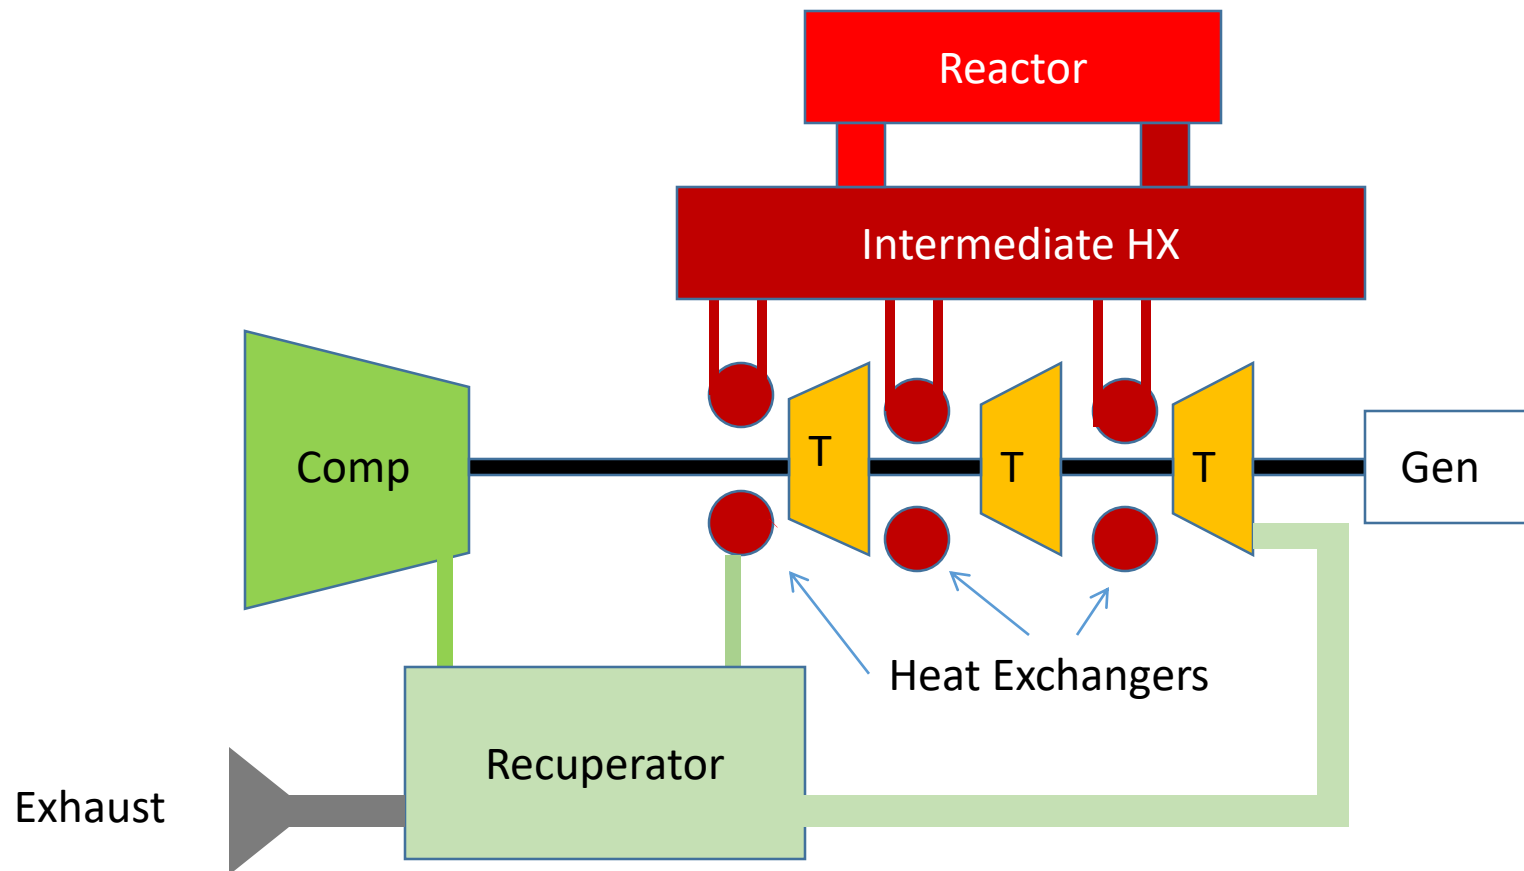 Reactor
Intermediate HX
Comp
T
T
T
Gen
Heat Exchangers
Recuperator
Exhaust